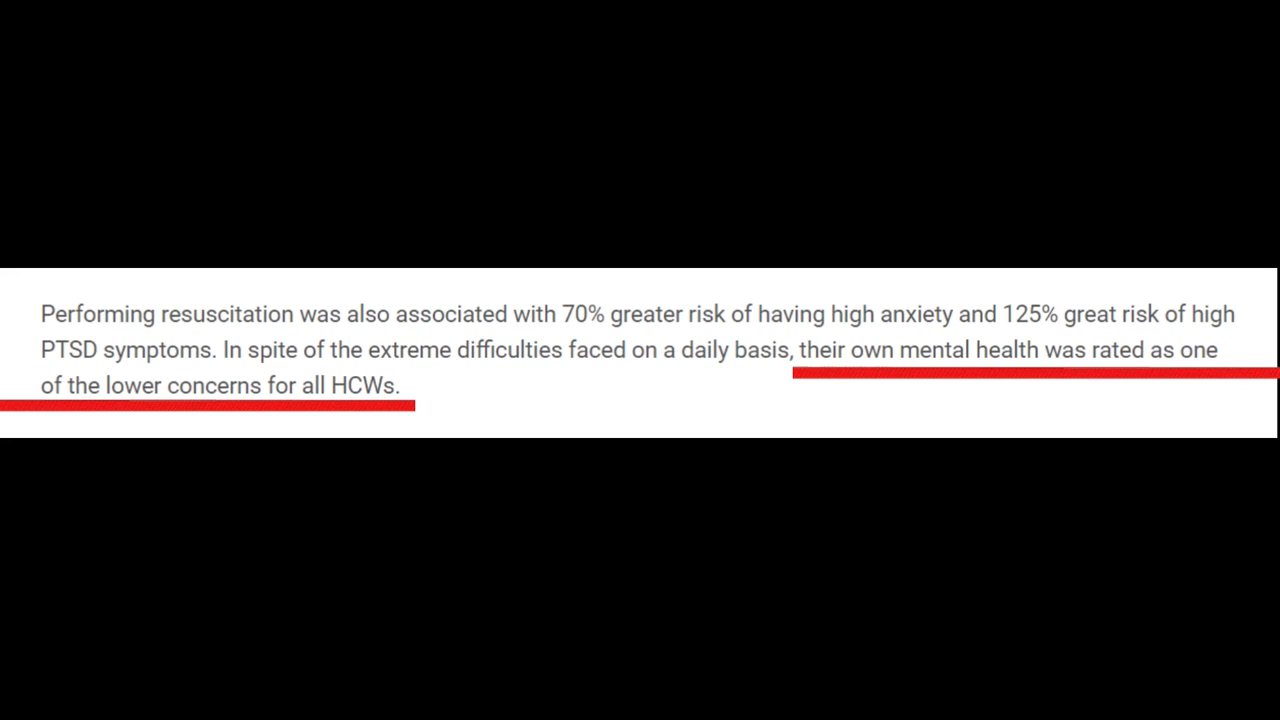 Performing resuscitation was also associated with 70% greater risk of having high anxiety and 125% great risk of high
PTSD symptoms. In spite of the extreme difficulties faced on a daily basis, their own mental health was rated as one
of the lower concerns for all HCWs.